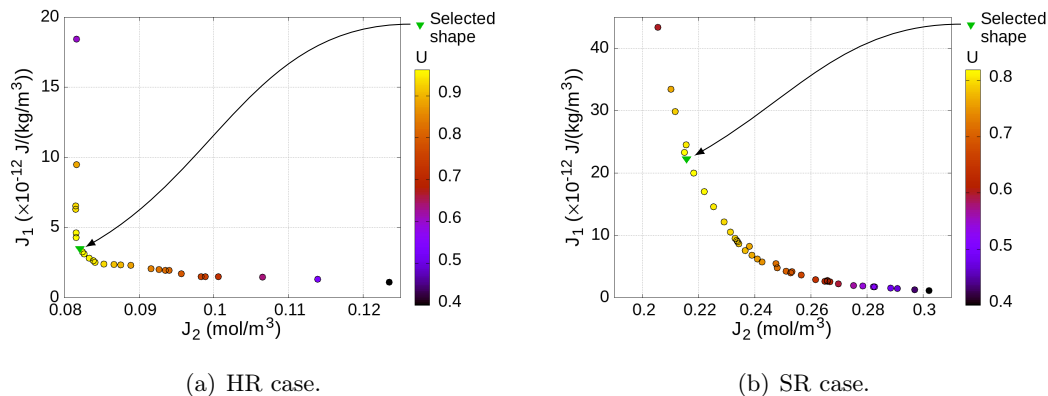 20
15
10
5
0
0.08
0.09
0.1
0.11
0.12
J1 (×10-12 J/(kg/m3))
J2 (mol/m3)
Selected
shape
U
0.9
0.8
0.7
0.6
0.5
0.4
(a) HR case.
40
30
20
10
0
0.2
0.22
0.24
0.26
0.28
0.3
J1 (×10-12 J/(kg/m3))
J2 (mol/m3)
Selected
shape
U
0.8
0.7
0.6
0.5
0.4
(b) SR case.